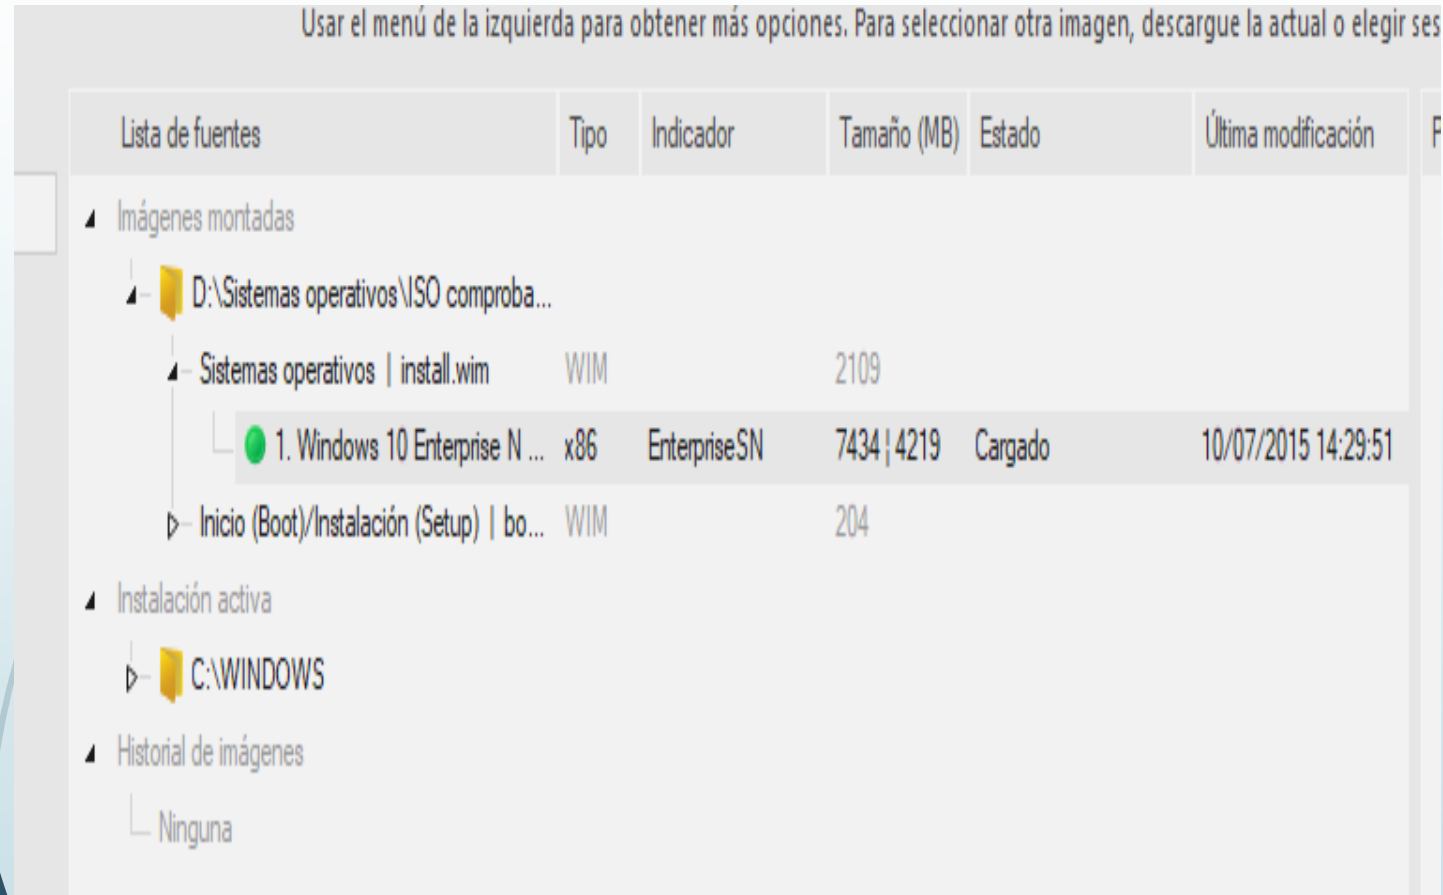 Usar el menú de la izquierda para obtener más opciones. Para seleccionar otra imagen, descargue la actual o elegir ses
Lista de fuentes Tipo Indicador Tamaño (MB) Estado Última modificación P
Imágenes montadas
D:\Sistemas operativos\ISO comproba...
Sistemas operativos | install.wim WIM 2109
1. Windows 10 Enterprise N ... x86 EnterpriseSN 7434 ¦ 4219 Cargado 10/07/2015 14:29:51
Inicio (Boot)/Instalación (Setup) | bo... WIM 204
Instalación activa
C:\WINDOWS
Historial de imágenes
Ninguna